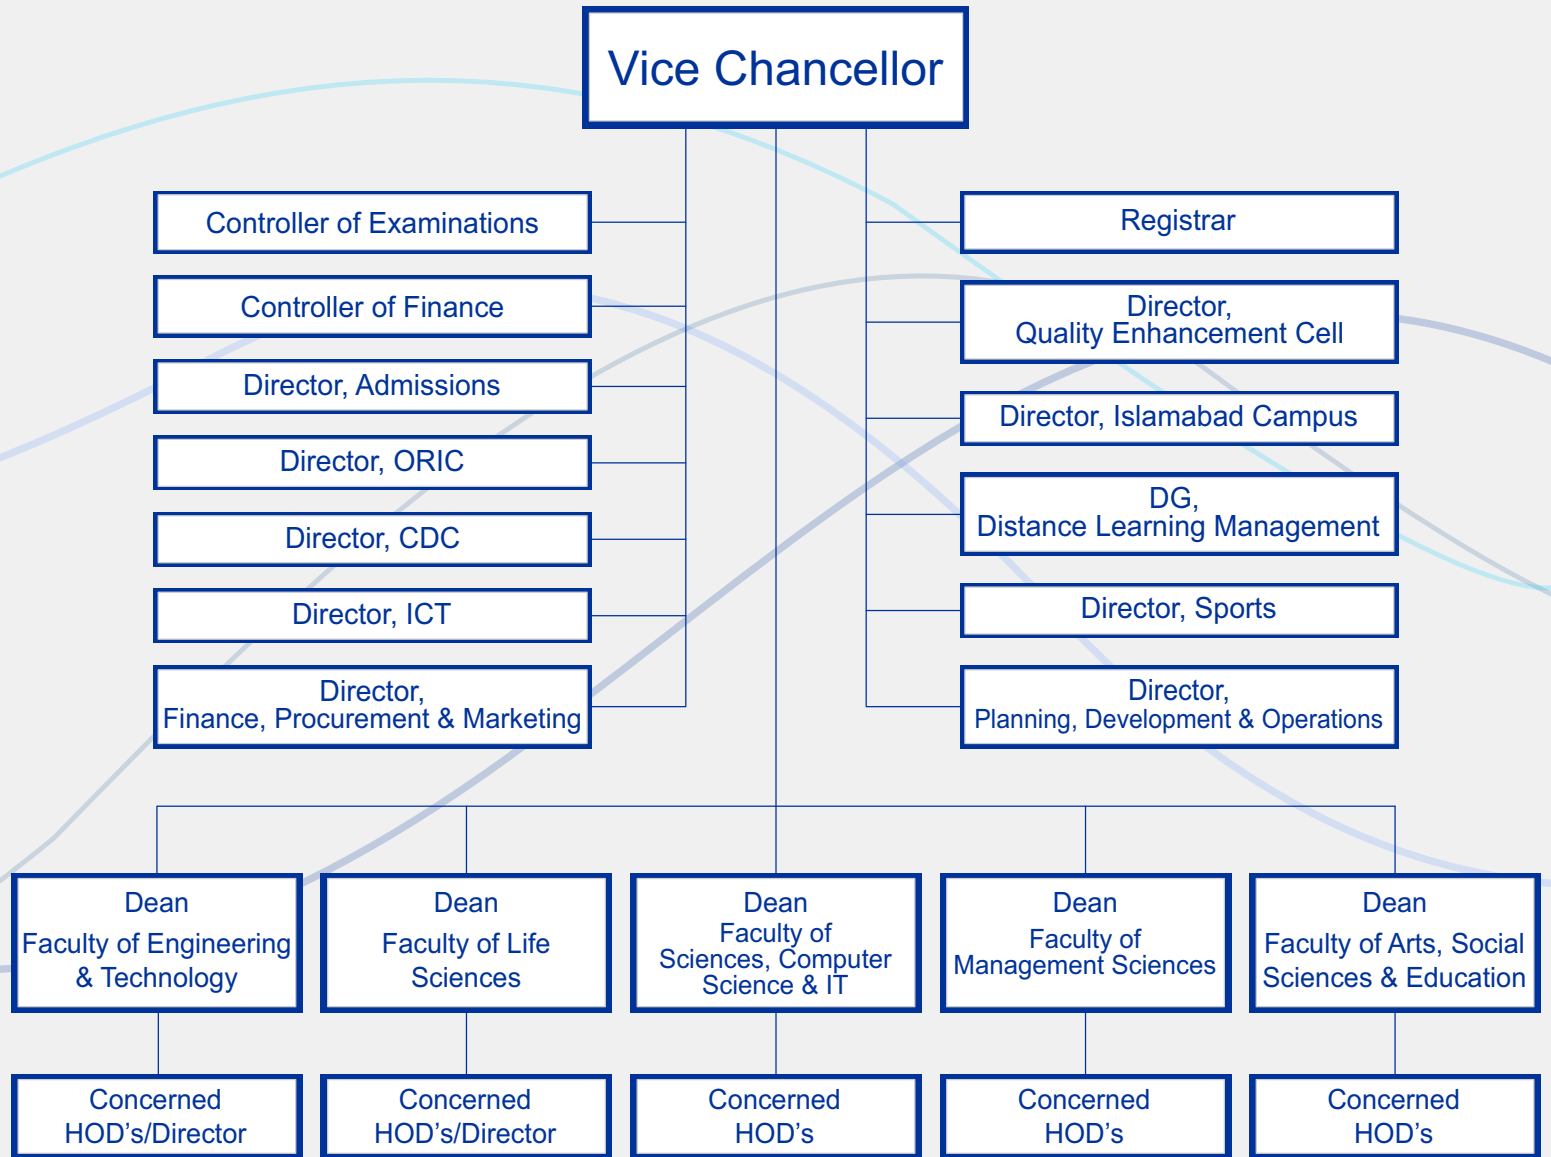 Vice Chancellor
Controller of Examinations
Controller of Finance
Director, Admissions
Director, ORIC
Director, CDC
Director, ICT
Director,
Finance, Procurement & Marketing
Registrar
Director,
Quality Enhancement Cell
Director, Islamabad Campus
DG,
Distance Learning Management
Director, Sports
Director,
Planning, Development & Operations
Dean
Faculty of Engineering
& Technology
Dean
Faculty of Life
Sciences
Dean
Faculty of
Sciences, Computer
Science & IT
Dean
Faculty of
Management Sciences
Dean
Faculty of Arts, Social
Sciences & Education
Concerned
HOD’s/Director
Concerned
HOD’s/Director
Concerned
HOD’s
Concerned
HOD’s
Concerned
HOD’s